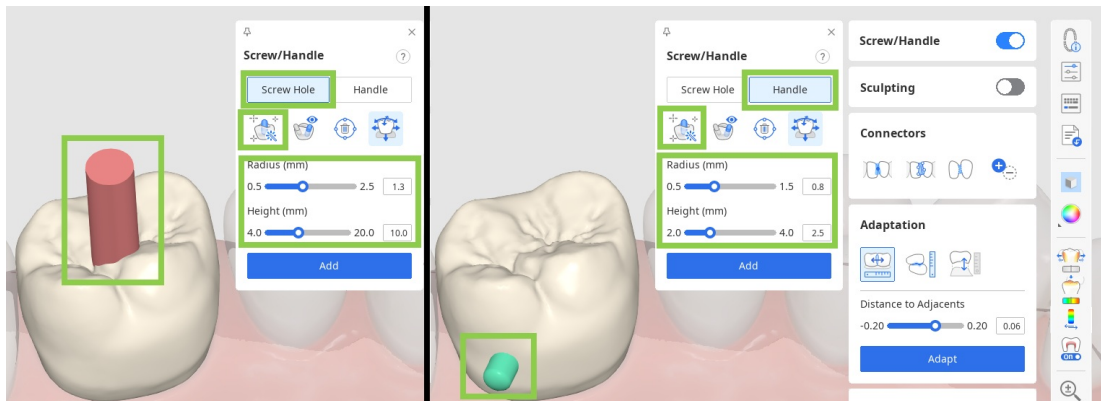 Screw/Handle
?
Screw Hole
Handle
Radius (mm)
0.5
2.5
1.3
Height (mm)
4.0
20.0
10.0
Add
Screw/Handle
?
Screw Hole
Handle
Radius (mm)
0.5
1.5
0.8
Height (mm)
2.0
4.0
2.5
Add
Screw/Handle
Sculpting
Connectors
Adaptation
Distance to Adjacents
-0.20
0.20
0.06
Adapt
on